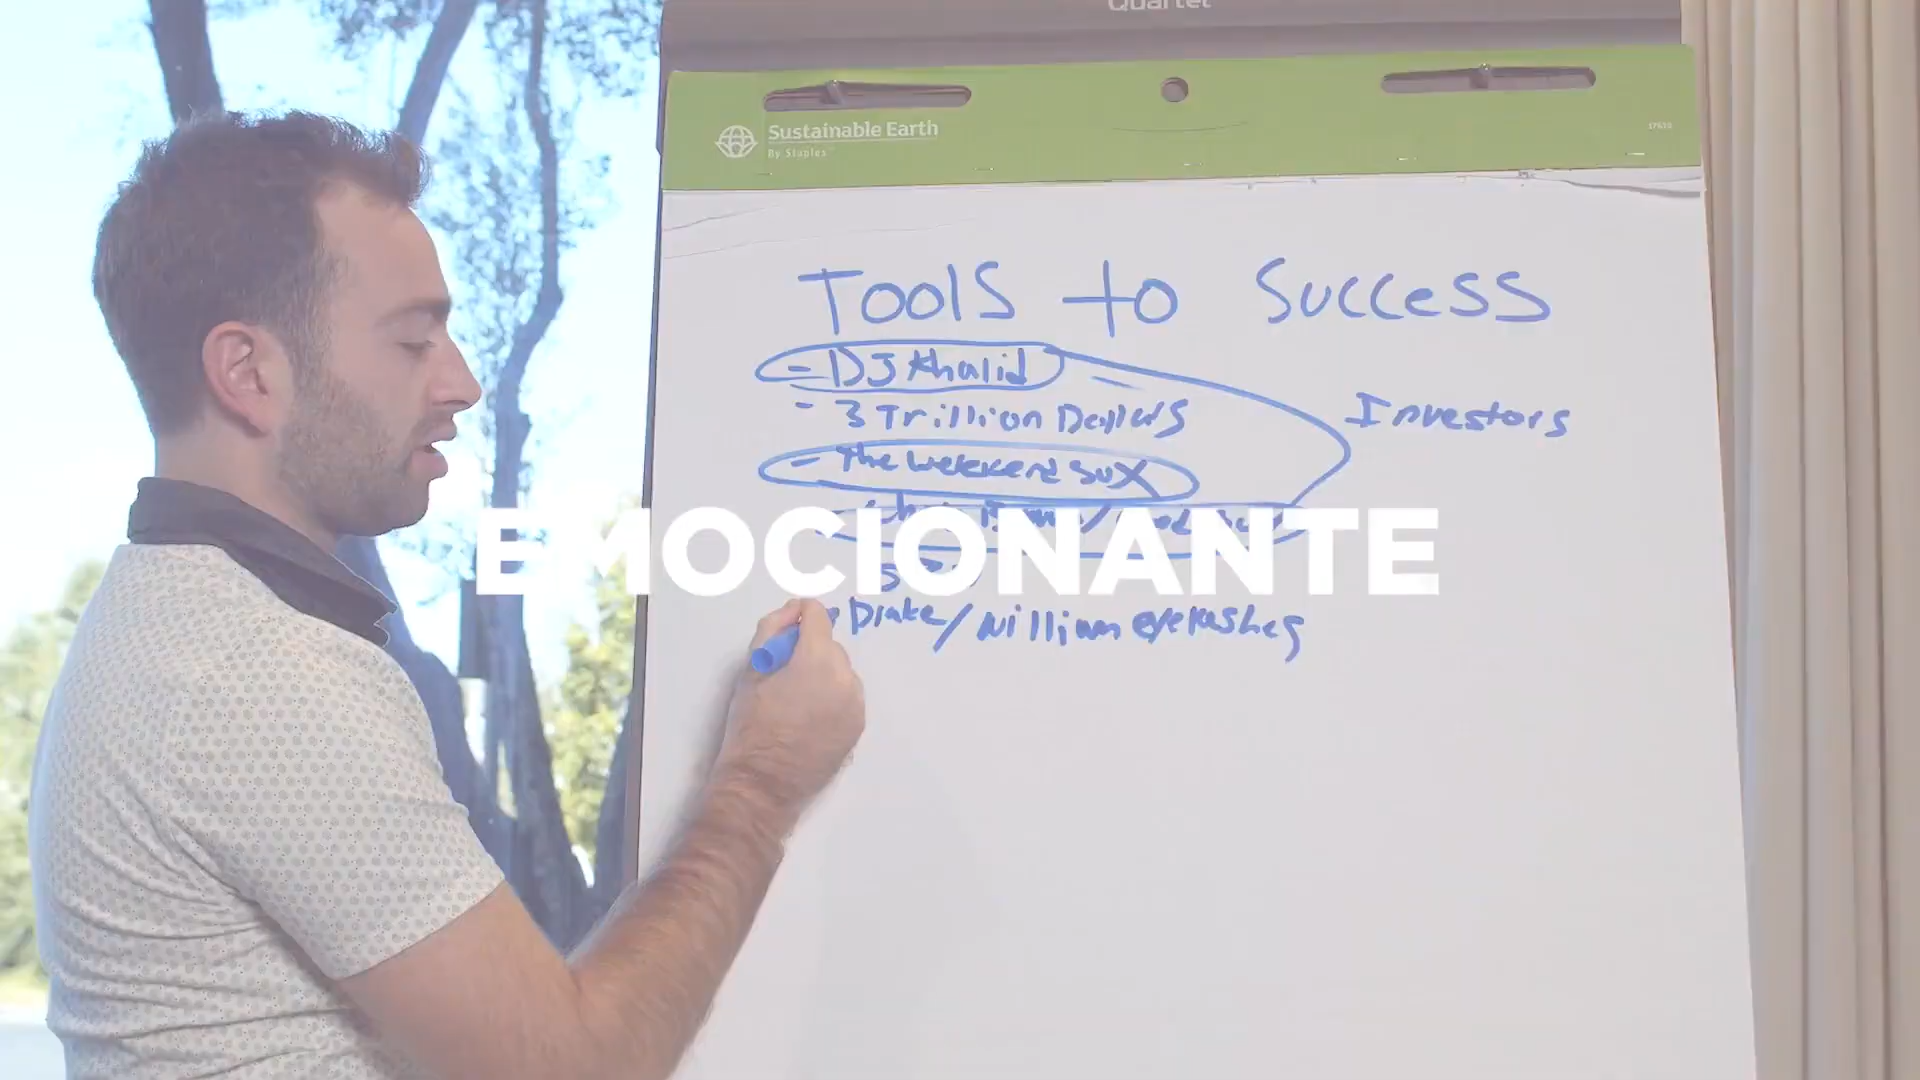 Quartet
Sustainable Earth
By Staples
TOOlS to Success
- DJ Khalid
- 3 Trillion Dollars
Investors
- The weekend sux
EMOCIONANTE
Drake/ Nillium eyelashes